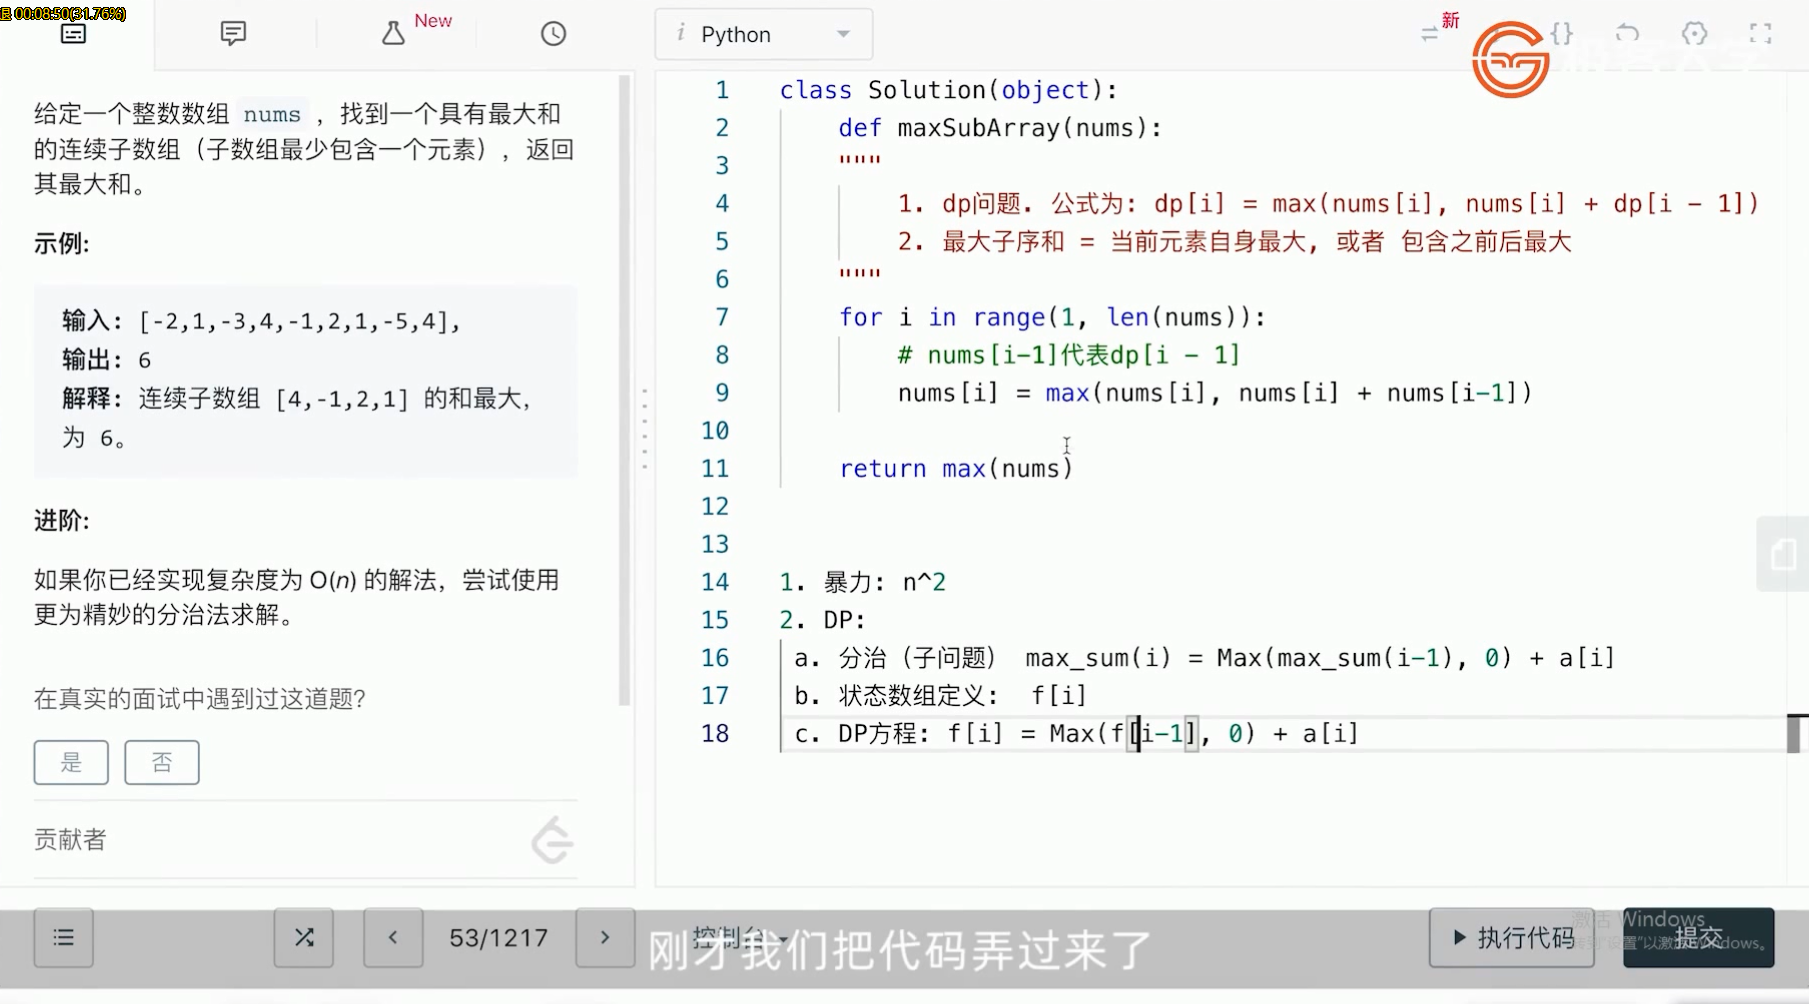 00:08:50(31.76%)
New
i Python
新
{}
给定一个整数数组 nums ，找到一个具有最大和
的连续子数组（子数组最少包含一个元素），返回
其最大和。
示例:
输入: [-2,1,-3,4,-1,2,1,-5,4],
输出: 6
解释: 连续子数组 [4,-1,2,1] 的和最大，
为 6。
进阶:
如果你已经实现复杂度为 O(n) 的解法，尝试使用
更为精妙的分治法求解。
在真实的面试中遇到过这道题?
是 否
贡献者
1 class Solution(object):
2 def maxSubArray(nums):
3 """
4 1. dp问题. 公式为: dp[i] = max(nums[i], nums[i] + dp[i - 1])
5 2. 最大子序和 = 当前元素自身最大, 或者 包含之前后最大
6 """
7 for i in range(1, len(nums)):
8 # nums[i-1]代表dp[i - 1]
9 nums[i] = max(nums[i], nums[i] + nums[i-1])
10
11 return max(nums)
12
13
14 1. 暴力: n^2
15 2. DP:
16 a. 分治（子问题） max_sum(i) = Max(max_sum(i-1), 0) + a[i]
17 b. 状态数组定义: f[i]
18 c. DP方程: f[i] = Max(f[i-1], 0) + a[i]
53/1217
控制台
执行代码
提交
激活 Windows
刚才我们把代码弄过来了